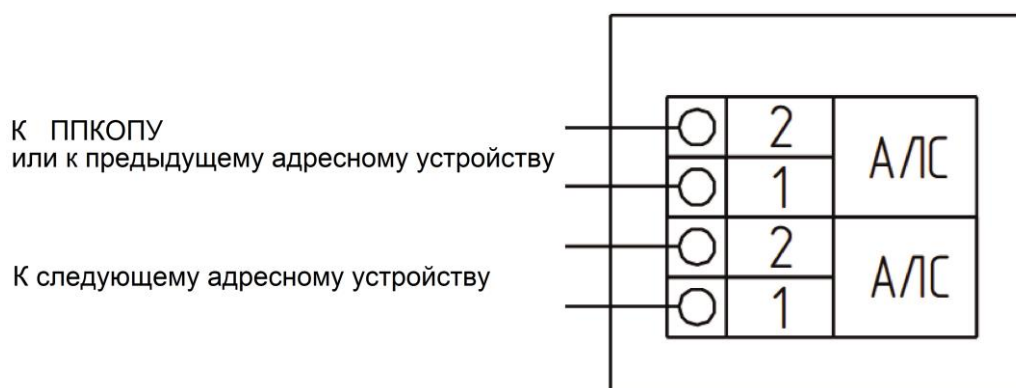 К ППКОПУ
или к предыдущему адресному устройству
К следующему адресному устройству
2
1
АЛС
2
1
АЛС